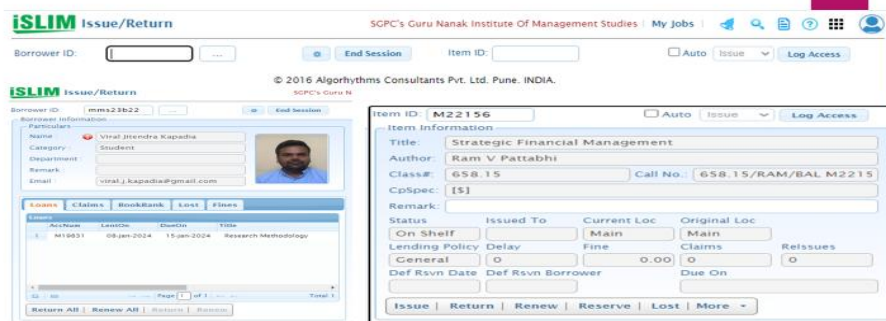 iSLIM Issue/Return SGPC's Guru Nanak Institute Of Management Studies My Jobs
Borrower ID: ... End Session Item ID: Auto Issue Log Access
© 2016 Algorhythms Consultants Pvt. Ltd. Pune. INDIA.
iSLIM Issue/Return SGPC's Guru N
Borrower ID: mms23b22 ... End Session
Borrower Information
Particulars
Name : Viral Jitendra Kapadia
Category : Student
Department :
Remark :
Email : viral.j.kapadia@gmail.com
Loans Claims BookBank Lost Fines
Loans
AccNum LentOn DueOn Title
1 M19631 08-Jan-2024 15-Jan-2024 Research Methodology
Page 1 of 1 Total 1
Return All | Renew All | Return | Renew
Item ID: M22156 Auto Issue Log Access
Item Information
Title: Strategic Financial Management
Author: Ram V Pattabhi
Class#: 658.15 Call No.: 658.15/RAM/BAL M2215
CpSpec: [$]
Remark:
Status Issued To Current Loc Original Loc
On Shelf Main Main
Lending Policy Delay Fine Claims ReIssues
General 0 0.00 0 0
Def Rsvn Date Def Rsvn Borrower Due On
Issue | Return | Renew | Reserve | Lost | More